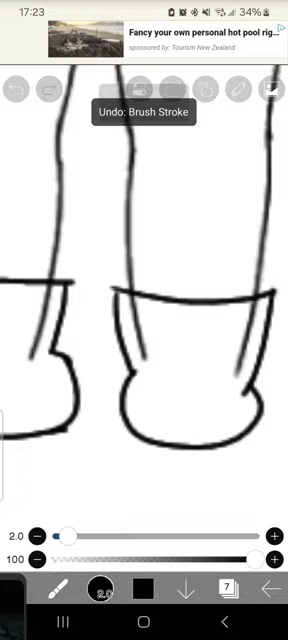 17:23
34%
Fancy your own personal hot pool rig...
sponsored by: Tourism New Zealand
Undo: Brush Stroke
2.0
100
2.0
7